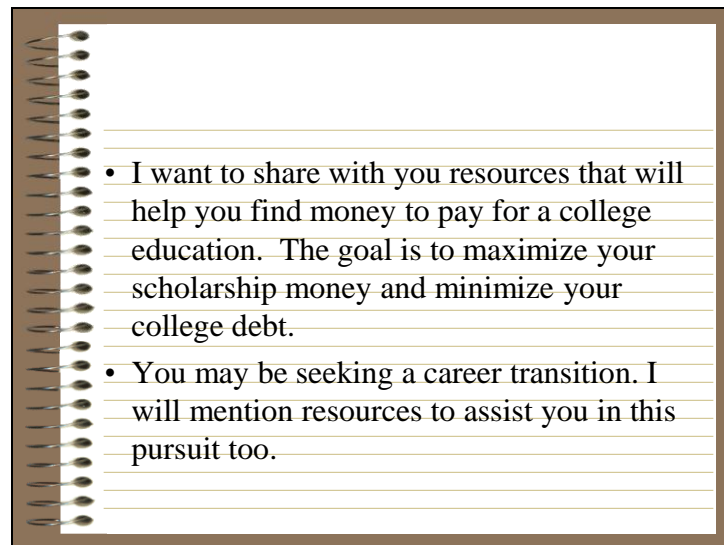 • I want to share with you resources that will
help you find money to pay for a college
education.  The goal is to maximize your
scholarship money and minimize your
college debt.
• You may be seeking a career transition. I
will mention resources to assist you in this
pursuit too.